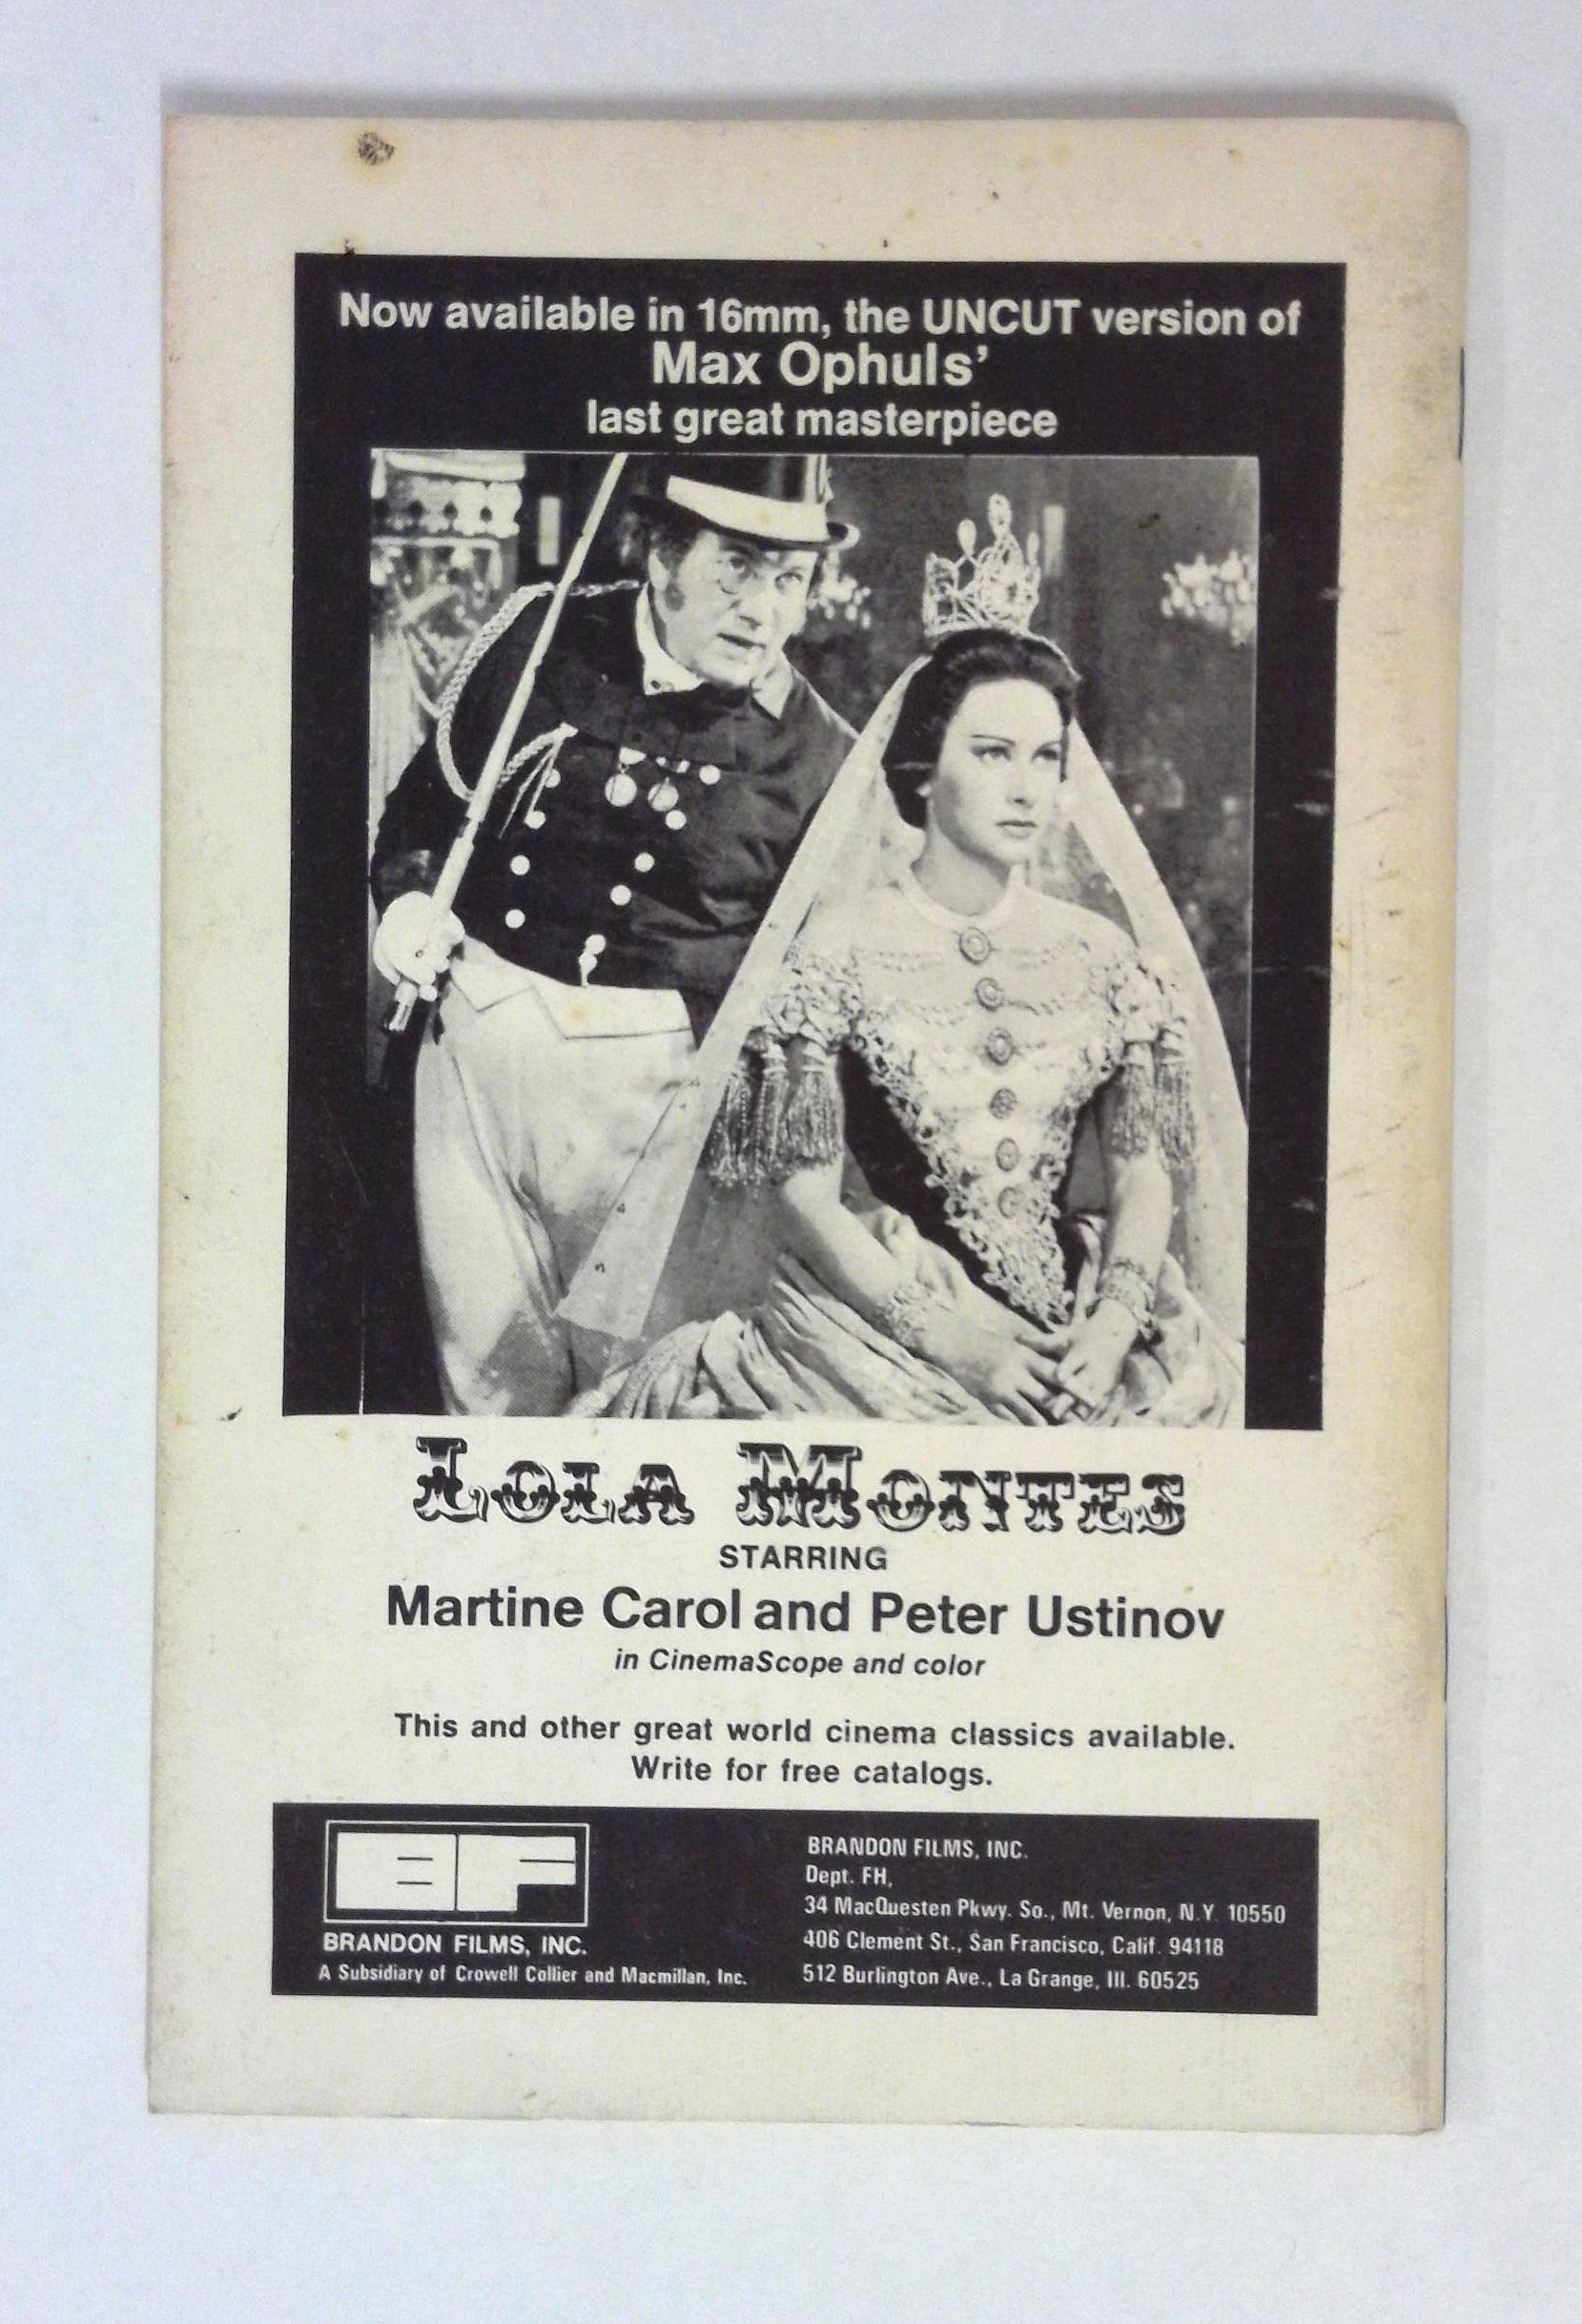 Now available in 16mm, the UNCUT version of
Max Ophuls’
last great masterpiece
LOLA MONTES
STARRING
Martine Carol and Peter Ustinov
in CinemaScope and color
This and other great world cinema classics available.
Write for free catalogs.
BF
BRANDON FILMS, INC.
A Subsidiary of Crowell Collier and Macmillan, Inc.
BRANDON FILMS, INC.
Dept. FH,
34 MacQuesten Pkwy. So., Mt. Vernon, N.Y. 10550
406 Clement St., San Francisco, Calif. 94118
512 Burlington Ave., La Grange, Ill. 60525